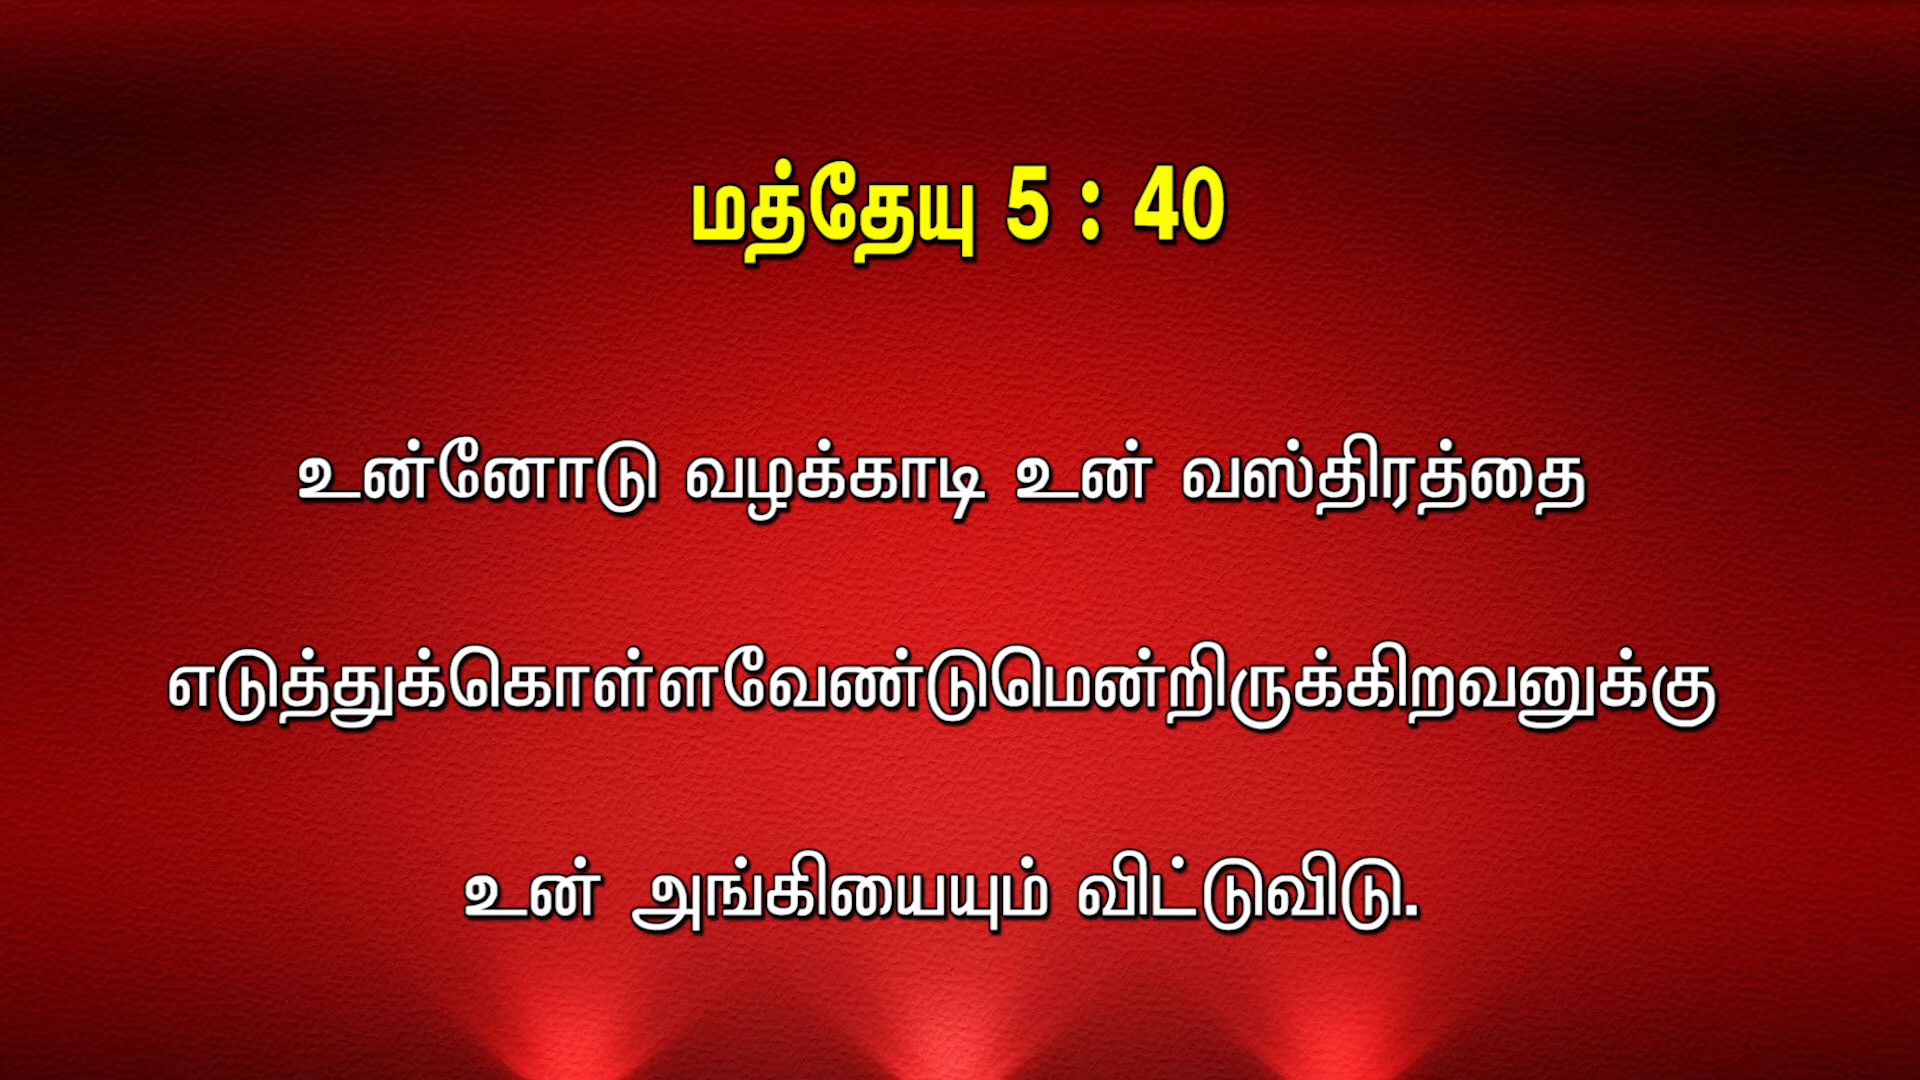 மத்தேயு 5 : 40
உன்னோடு வழக்காடி உன் வஸ்திரத்தை
எடுத்துக்கொள்ளவேண்டுமென்றிருக்கிறவனுக்கு
உன் அங்கியையும் விட்டுவிடு.